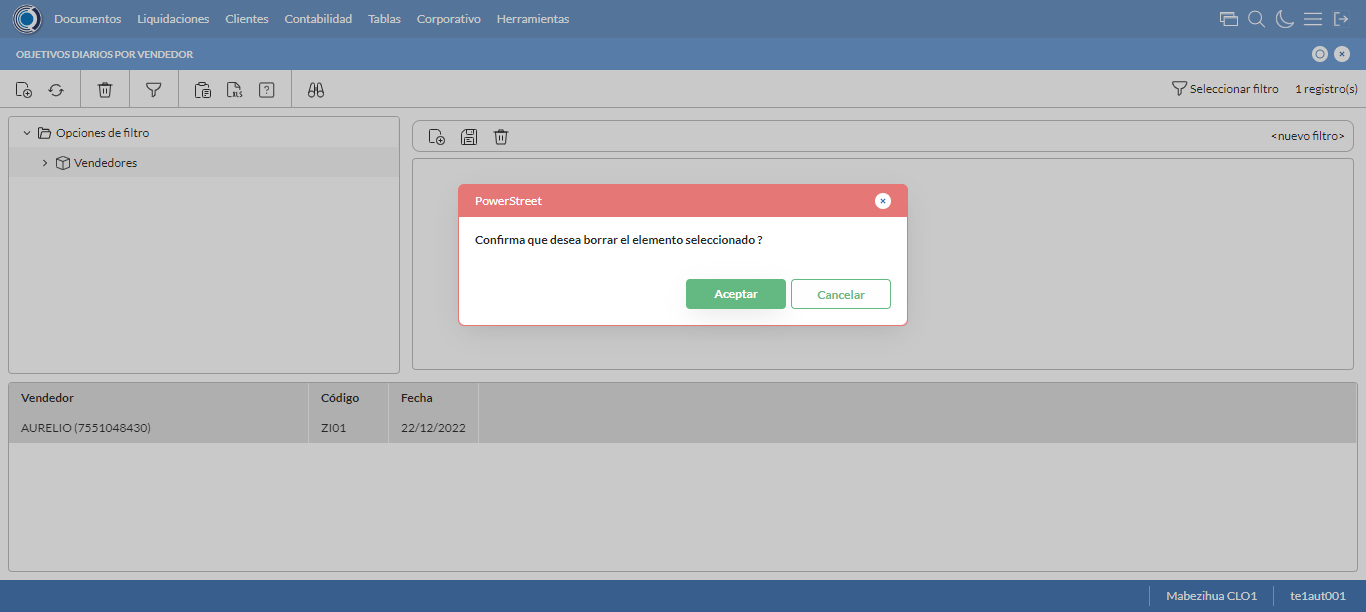 Documentos Liquidaciones Clientes Contabilidad Tablas Corporativo Herramientas
OBJETIVOS DIARIOS POR VENDEDOR
XLS ? Seleccionar filtro 1 registro(s)
Opciones de filtro
Vendedores
<nuevo filtro>
PowerStreet
Confirma que desea borrar el elemento seleccionado ?
Aceptar Cancelar
Vendedor Código Fecha
AURELIO (7551048430) ZI01 22/12/2022
Mabezihua CLO1 te1aut001